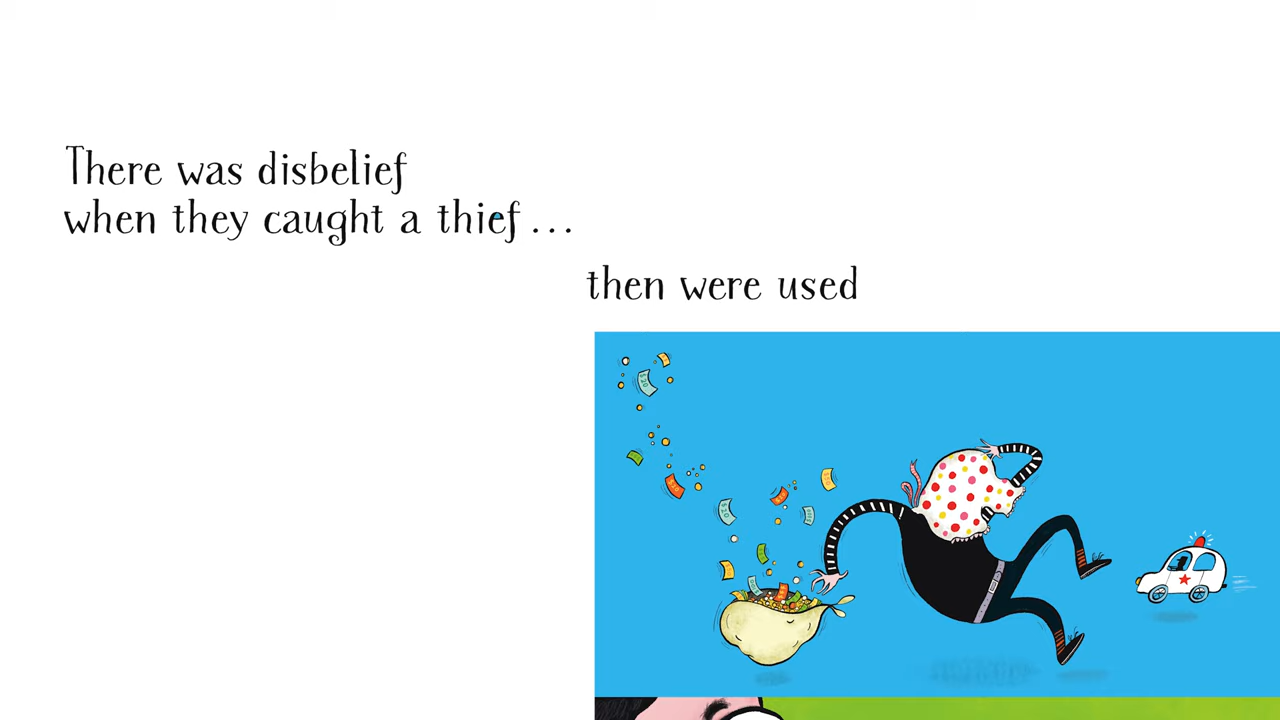 There was disbelief
when they caught a thief...
then were used